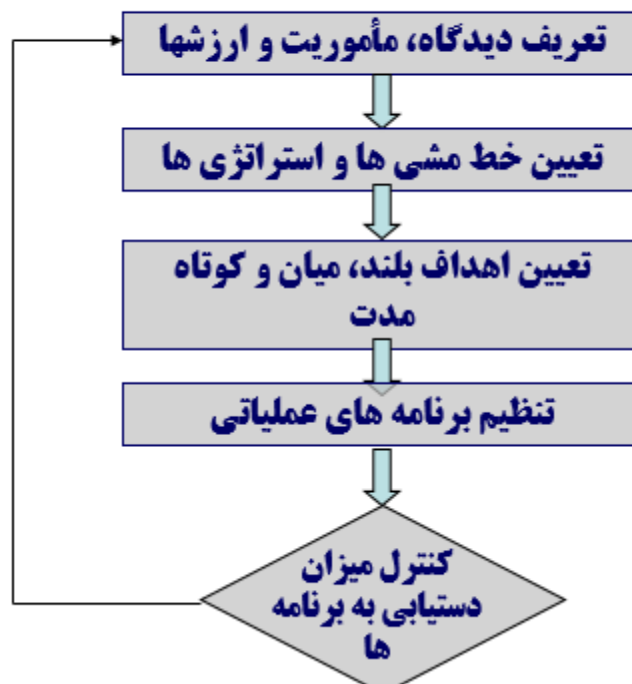 تعریف دیدگاه، مأموریت و ارزشها
تعیین خط مشی ها و استراتژی ها
تعیین اهداف بلند، میان و کوتاه
مدت
تنظیم برنامه های عملیاتی
کنترل میزان
دستیابی به برنامه
ها